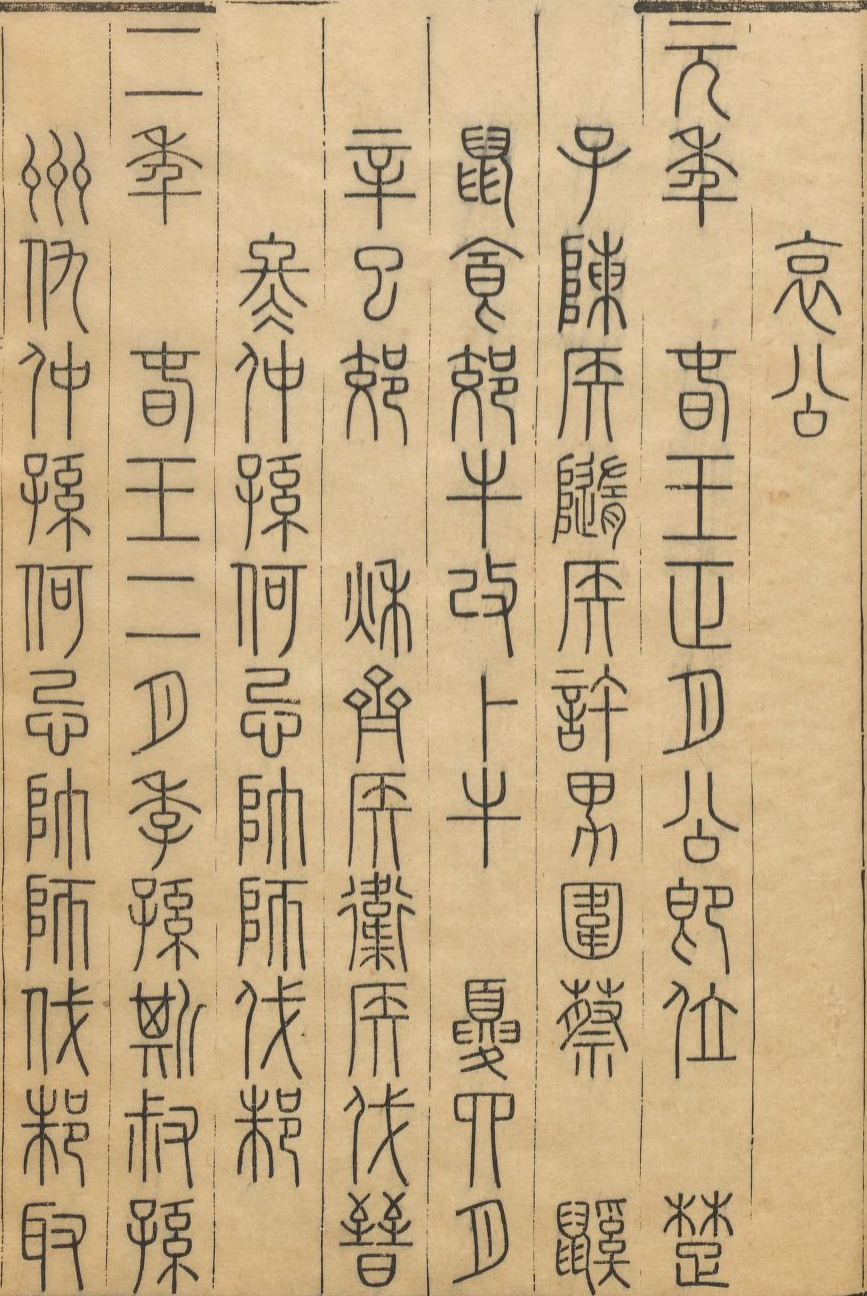 哀公
元年 春王正月公即位 楚
子陳侯隨侯許男圍蔡 鼷
鼠食郊牛改卜牛 夏四月
辛巳郊 秋齊侯衛侯伐晉
冬仲孫何忌帥師伐邾
二年 春王二月季孫斯叔孫
州仇仲孫何忌帥師伐邾取